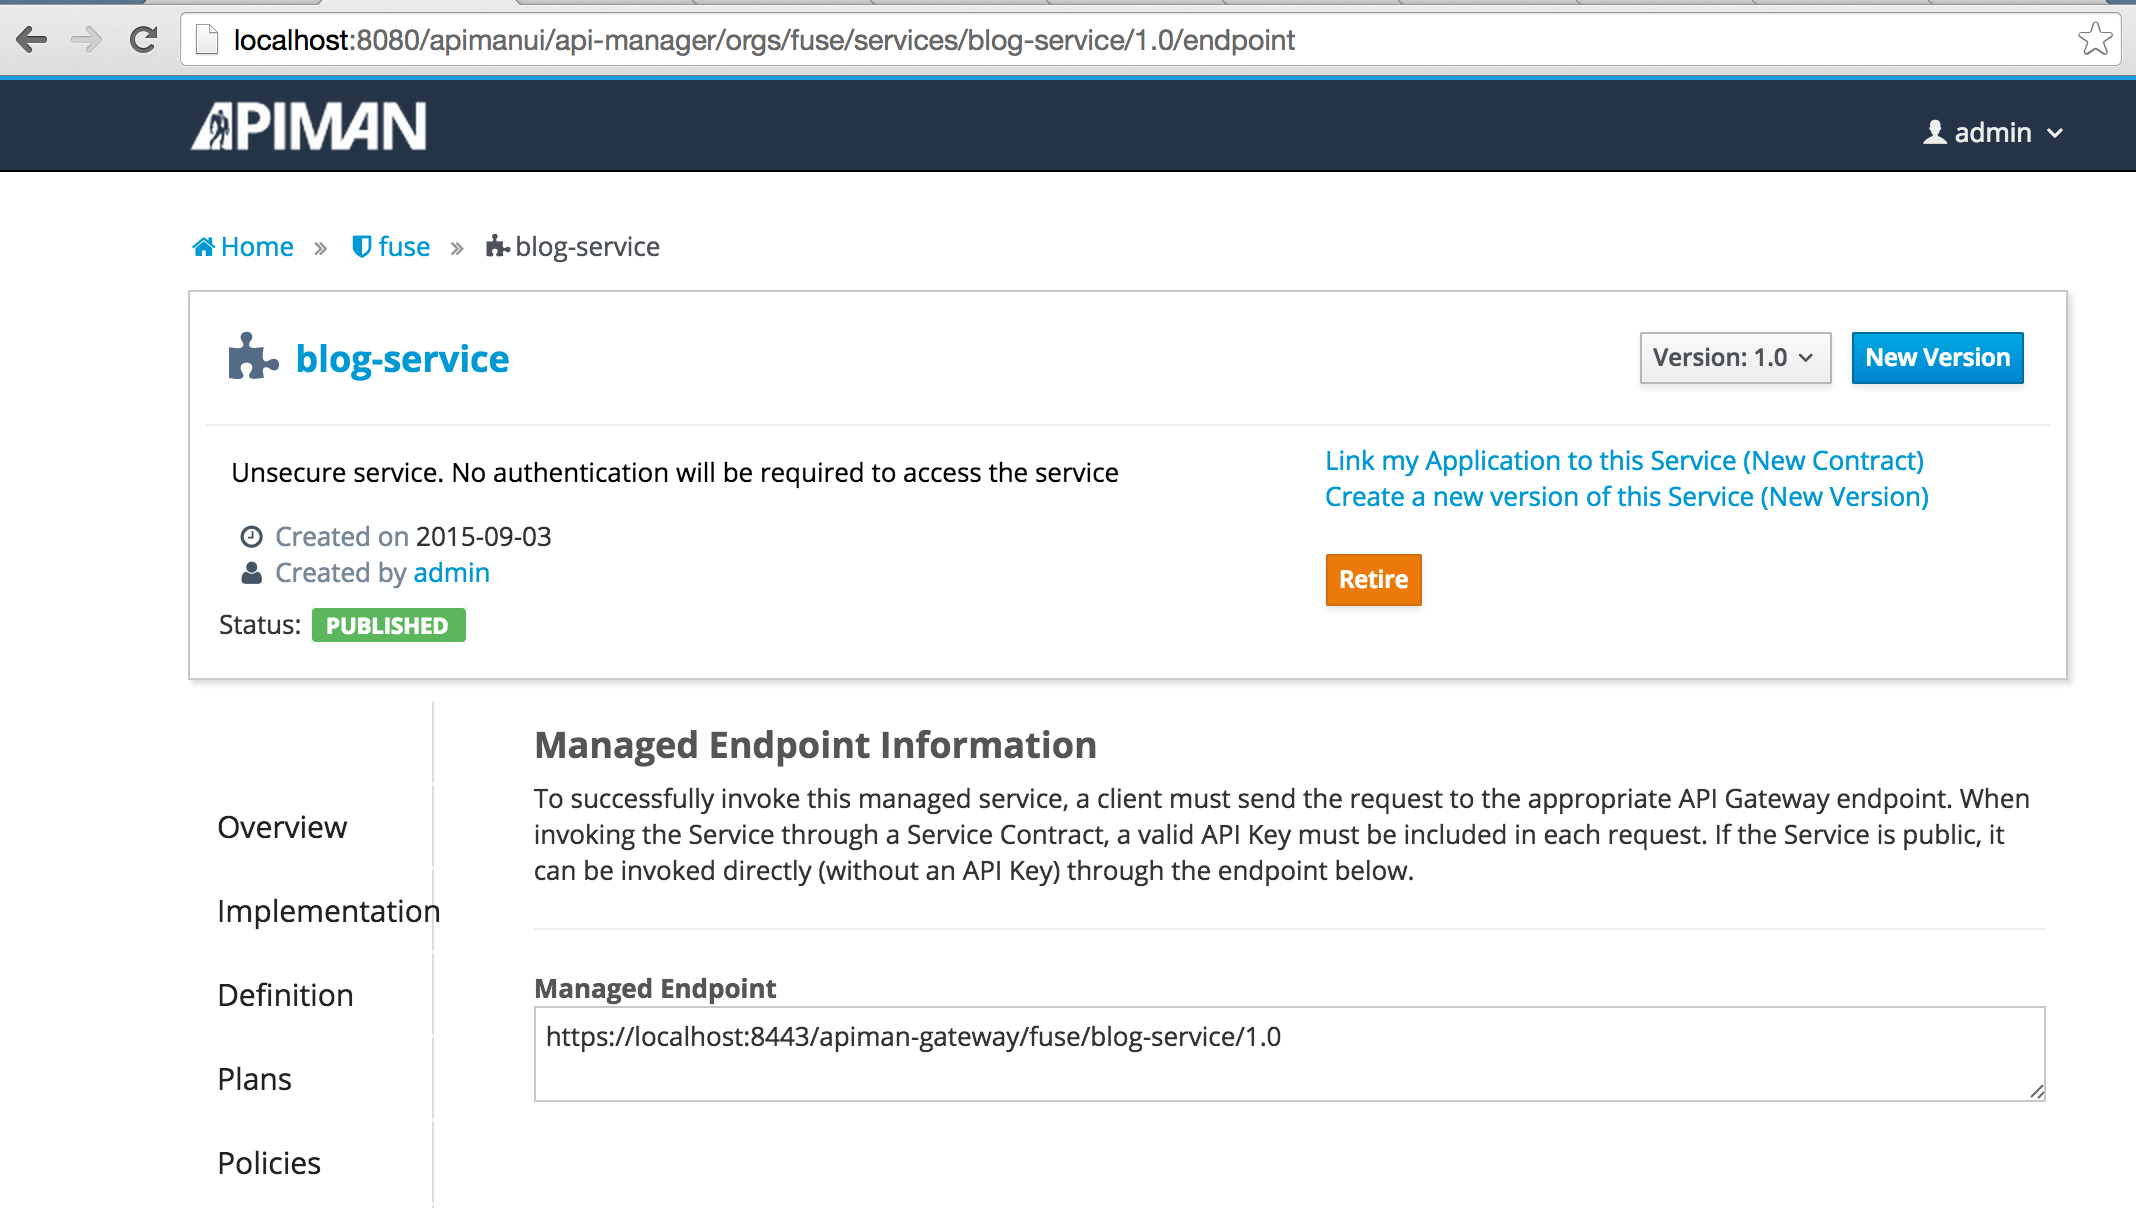 localhost:8080/apimanui/api-manager/orgs/fuse/services/blog-service/1.0/endpoint
APIMAN
admin
Home » fuse » blog-service
blog-service
Version: 1.0
New Version
Unsecure service. No authentication will be required to access the service
Link my Application to this Service (New Contract)
Create a new version of this Service (New Version)
Created on 2015-09-03
Created by admin
Retire
Status: PUBLISHED
Overview
Implementation
Definition
Plans
Policies
Managed Endpoint Information
To successfully invoke this managed service, a client must send the request to the appropriate API Gateway endpoint. When
invoking the Service through a Service Contract, a valid API Key must be included in each request. If the Service is public, it
can be invoked directly (without an API Key) through the endpoint below.
Managed Endpoint
https://localhost:8443/apiman-gateway/fuse/blog-service/1.0